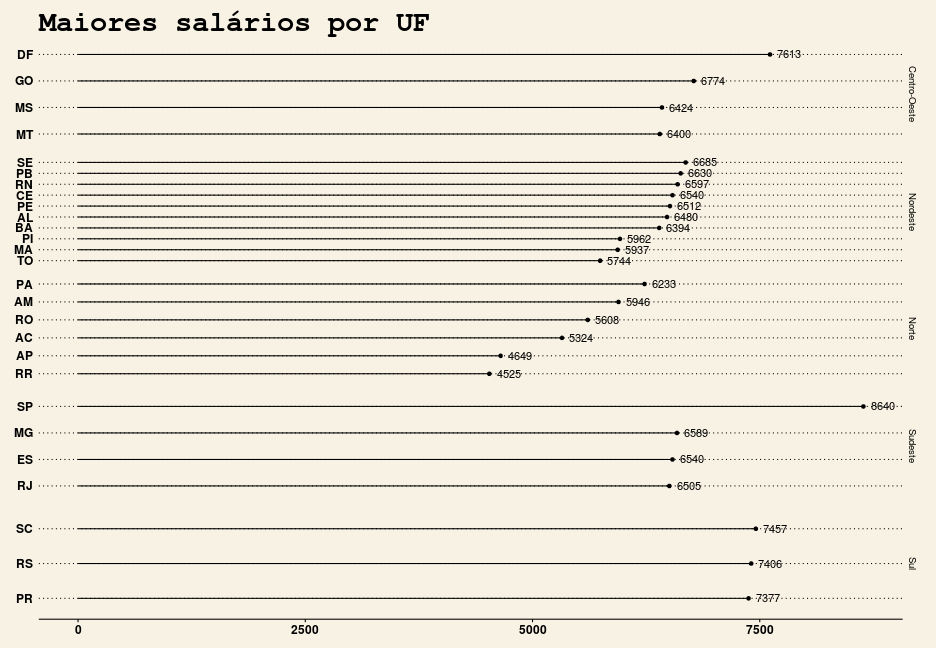 Maiores salários por UF
DF 7613
GO 6774
MS 6424
MT 6400
Centro-Oeste
SE 6685
PB 6630
RN 6597
CE 6540
PE 6512
AL 6480
BA 6394
PI 5962
MA 5937
TO 5744
Nordeste
PA 6233
AM 5946
RO 5608
AC 5324
AP 4649
RR 4525
Norte
SP 8640
MG 6589
ES 6540
RJ 6505
Sudeste
SC 7457
RS 7406
PR 7377
Sul
0 2500 5000 7500